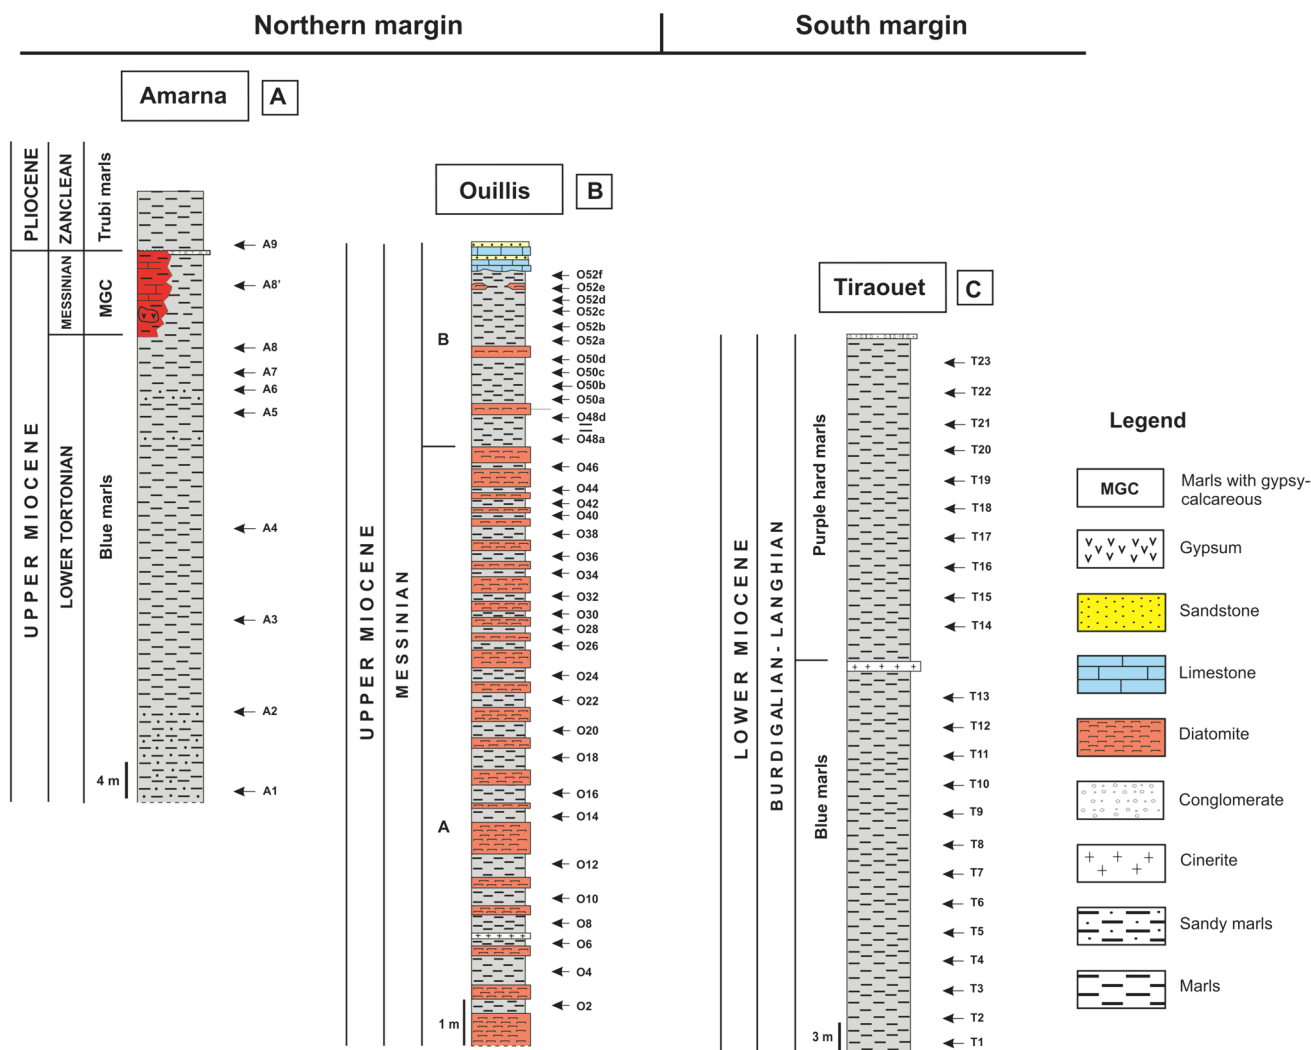 Northern margin
South margin
Amarna
A
PLIOCENE
ZANCLEAN
Trubi marls
UPPER MIOCENE
MESSINIAN
MGC
LOWER TORTONIAN
Blue marls
A9
A8'
A8
A7
A6
A5
A4
A3
A2
A1
4 m
Ouillis
B
UPPER MIOCENE
MESSINIAN
B
A
O52f
O52e
O52d
O52c
O52b
O52a
O50d
O50c
O50b
O50a
O48d
O48a
O46
O44
O42
O40
O38
O36
O34
O32
O30
O28
O26
O24
O22
O20
O18
O16
O14
O12
O10
O8
O6
O4
O2
1 m
Tiraouet
C
LOWER MIOCENE
BURDIGALIAN- LANGHIAN
Purple hard marls
Blue marls
T23
T22
T21
T20
T19
T18
T17
T16
T15
T14
T13
T12
T11
T10
T9
T8
T7
T6
T5
T4
T3
T2
T1
3 m
Legend
MGC
Marls with gypsy-
calcareous
Gypsum
Sandstone
Limestone
Diatomite
Conglomerate
Cinerite
Sandy marls
Marls